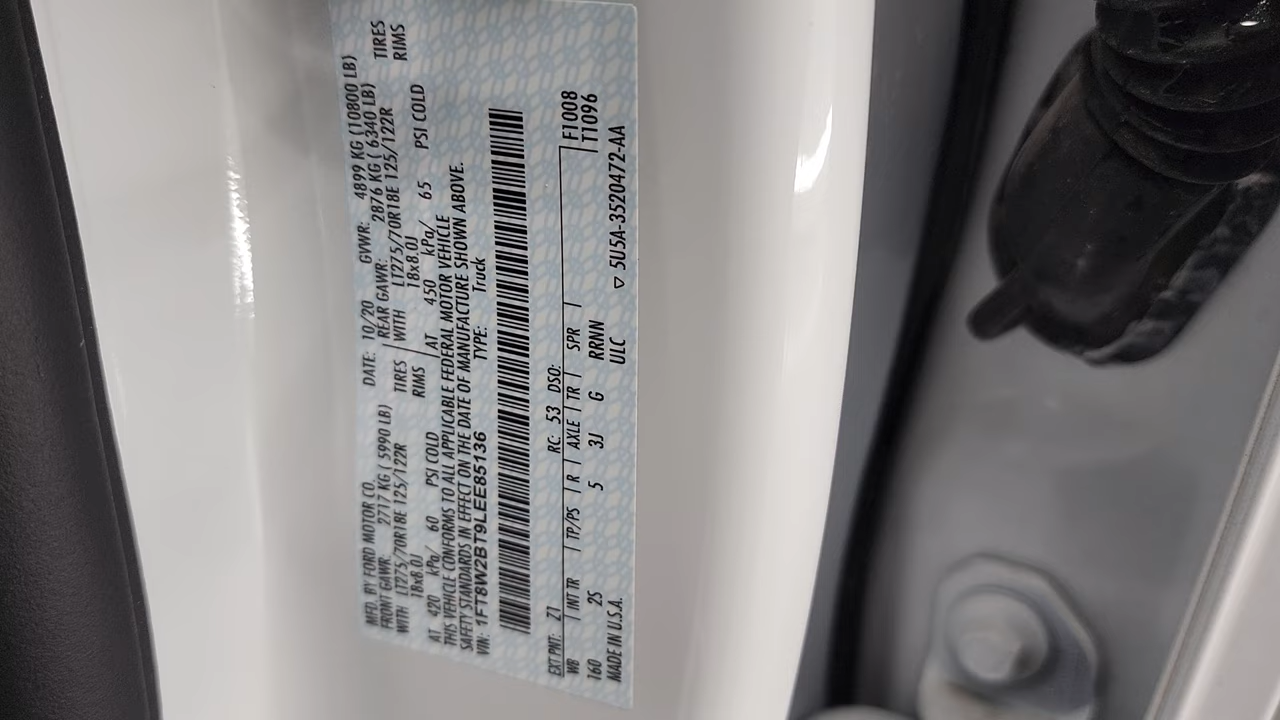 MFD. BY FORD MOTOR CO. DATE: 10/20 GVWR: 4899 KG (10800 LB)
FRONT GAWR: 2717 KG ( 5990 LB) REAR GAWR: 2876 KG ( 6340 LB)
WITH LT275/70R18E 125/122R TIRES WITH LT275/70R18E 125/122R TIRES
18x8.0J RIMS 18x8.0J RIMS
AT 420 kPa/ 60 PSI COLD AT 450 kPa/ 65 PSI COLD
THIS VEHICLE CONFORMS TO ALL APPLICABLE FEDERAL MOTOR VEHICLE
SAFETY STANDARDS IN EFFECT ON THE DATE OF MANUFACTURE SHOWN ABOVE.
VIN: 1FT8W2BT9LEE85136 TYPE: Truck
EXT PNT: Z1 RC: 53 DSO: F1008
WB INT TR TP/PS R AXLE TR SPR T1096
160 2S 5 3J G RRNN
MADE IN U.S.A. ULC ▽ 5U5A-3520472-AA